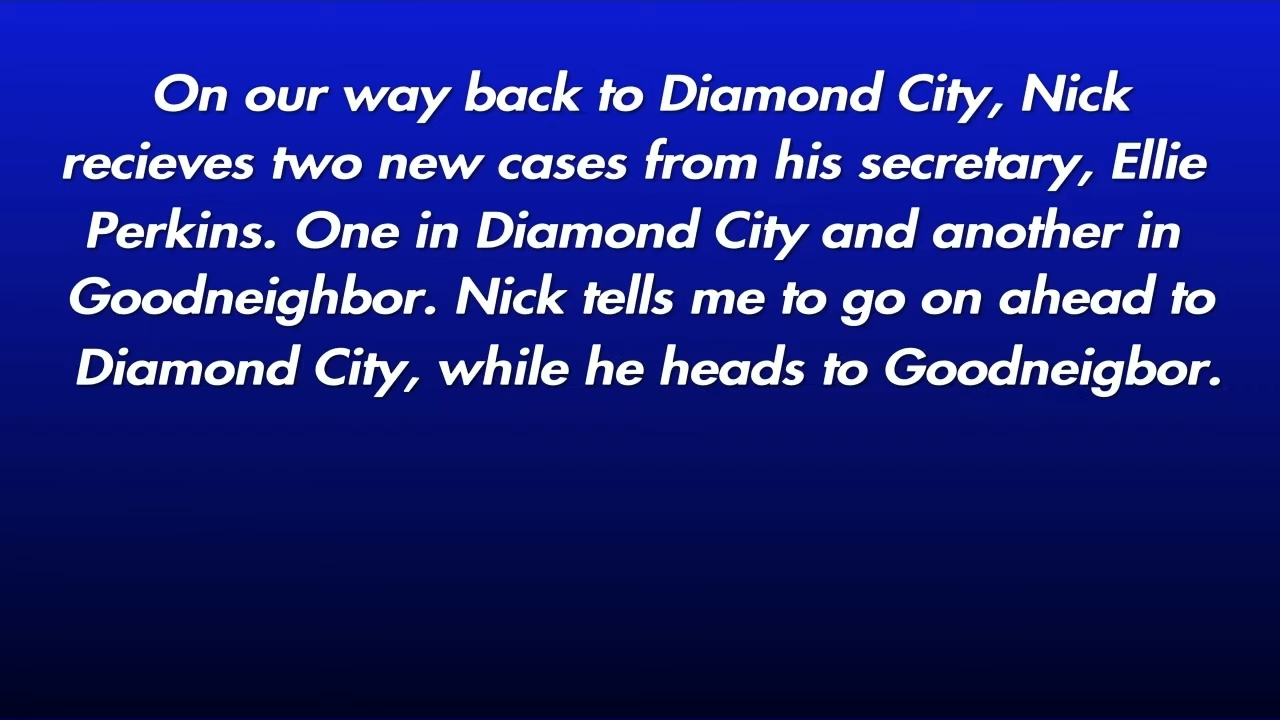 On our way back to Diamond City, Nick
recieves two new cases from his secretary, Ellie
Perkins. One in Diamond City and another in
Goodneighbor. Nick tells me to go on ahead to
Diamond City, while he heads to Goodneigbor.